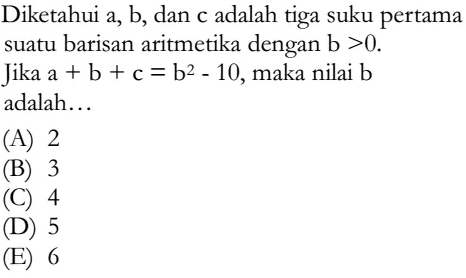 Diketahui a, b, dan c adalah tiga suku pertama
suatu barisan aritmetika dengan b >0.
Jika a + b + c = b² - 10, maka nilai b
adalah…
(A) 2
(B) 3
(C) 4
(D) 5
(E) 6